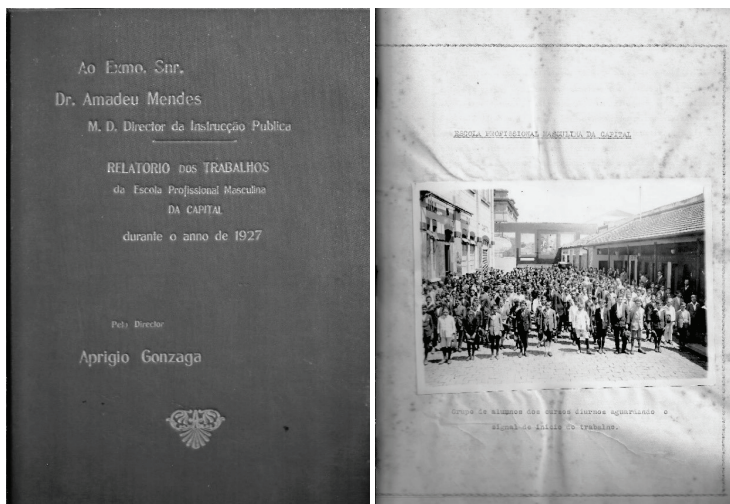 Ao Exmo. Snr.
Dr. Amadeu Mendes
M. D. Director da Instrucção Publica
RELATORIO DOS TRABALHOS
da Escola Profissional Masculina
DA CAPITAL
durante o anno de 1927
Pelo Director
Aprigio Gonzaga
ESCOLA PROFISSIONAL MASCULINA DA CAPITAL
Grupo de alumnos dos cursos diurnos aguardando o
signal de inicio do trabalho.